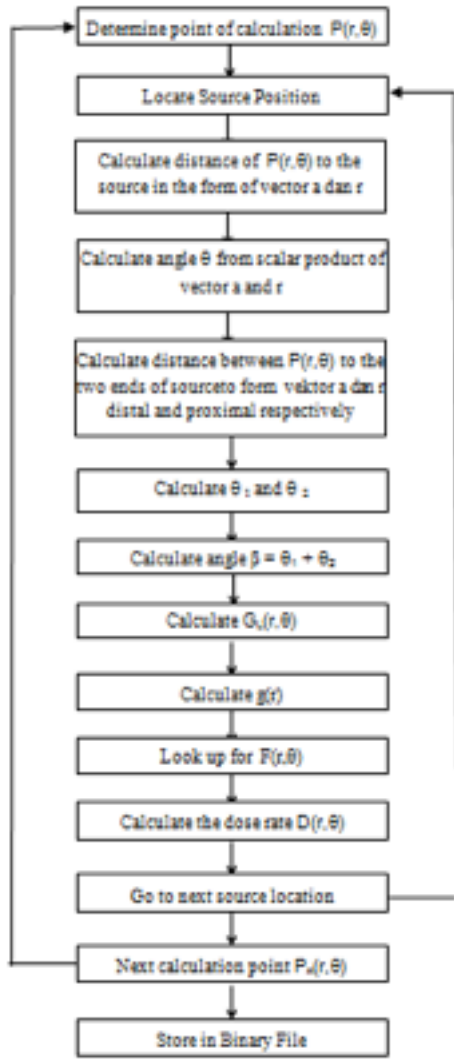 Determine point of calculation P(r,θ)
Locate Source Position
Calculate distance of P(r,θ) to the
source in the form of vector a dan r
Calculate angle θ from scalar product of
vector a and r
Calculate distance between P(r,θ) to the
two ends of sourceto form vektor a dan r
distal and proximal respectively
Calculate θ₁ and θ₂
Calculate angle β = θ₁ + θ₂
Calculate G (r,θ)
Calculate g(r)
Look up for F(r,θ)
Calculate the dose rate D(r,θ)
Go to next source location
Next calculation point P (r,θ)
Store in Binary File